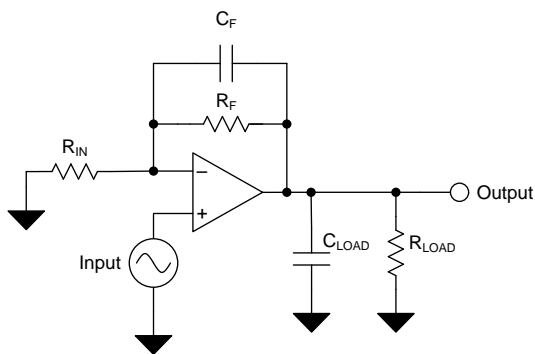 C_F
R_F
R_IN
−
+
Output
Input
C_LOAD
R_LOAD